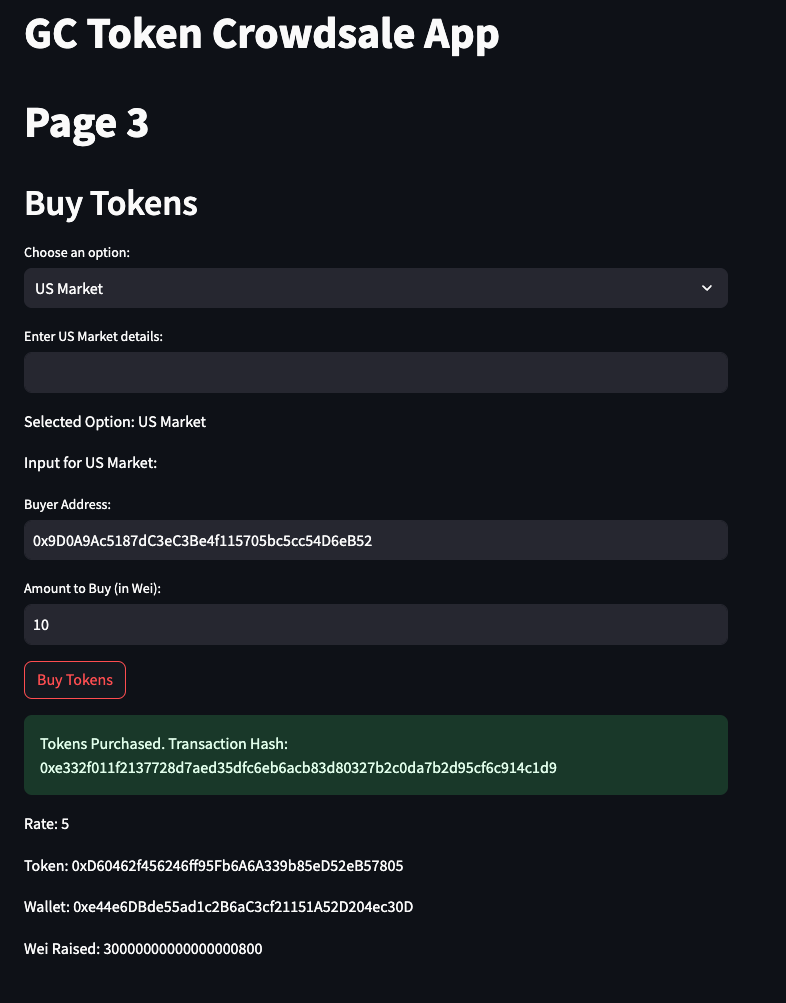 GC Token Crowdsale App
Page 3
Buy Tokens
Choose an option:
US Market
Enter US Market details:
Selected Option: US Market
Input for US Market:
Buyer Address:
0x9D0A9Ac5187dC3eC3Be4f115705bc5cc54D6eB52
Amount to Buy (in Wei):
10
Buy Tokens
Tokens Purchased. Transaction Hash:
0xe332f011f2137728d7aed35dfc6eb6acb83d80327b2c0da7b2d95cf6c914c1d9
Rate: 5
Token: 0xD60462f456246ff95Fb6A6A339b85eD52eB57805
Wallet: 0xe44e6DBde55ad1c2B6aC3cf21151A52D204ec30D
Wei Raised: 30000000000000000800